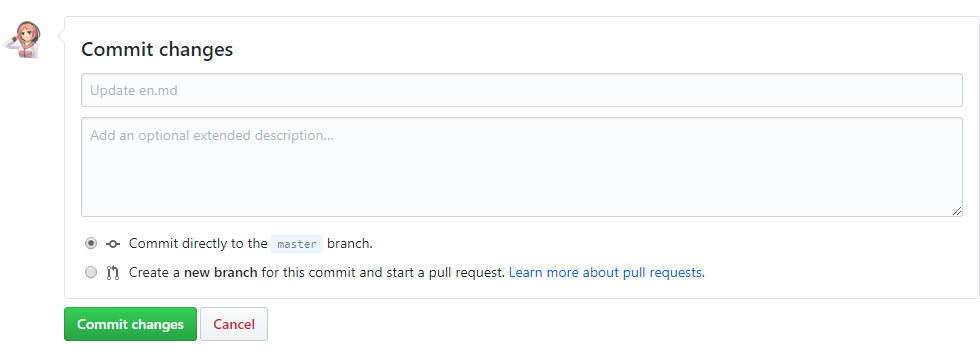 Commit changes
Update en.md
Add an optional extended description...
Commit directly to the master branch.
Create a new branch for this commit and start a pull request. Learn more about pull requests.
Commit changes Cancel